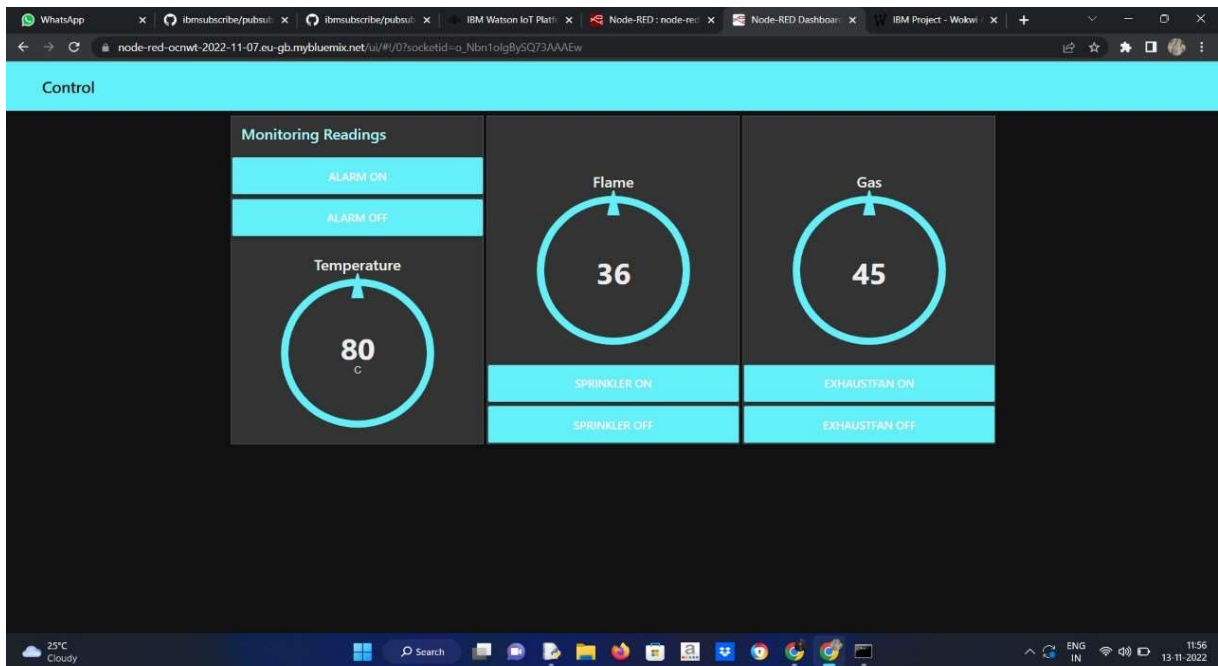 WhatsApp
ibmsubscribe/pubsub
ibmsubscribe/pubsub
IBM Watson IoT Platf
Node-RED : node-red
Node-RED Dashboar
IBM Project - Wokwi
node-red-ocnwt-2022-11-07.eu-gb.mybluemix.net/ui/#!/0?socketid=o_Nbn1olgBySQ73AAAEw
Control
Monitoring Readings
ALARM ON
ALARM OFF
Temperature
80
C
Flame
36
SPRINKLER ON
SPRINKLER OFF
Gas
45
EXHAUSTFAN ON
EXHAUSTFAN OFF
25°C
Cloudy
Search
a
ENG
IN
11:56
13-11-2022